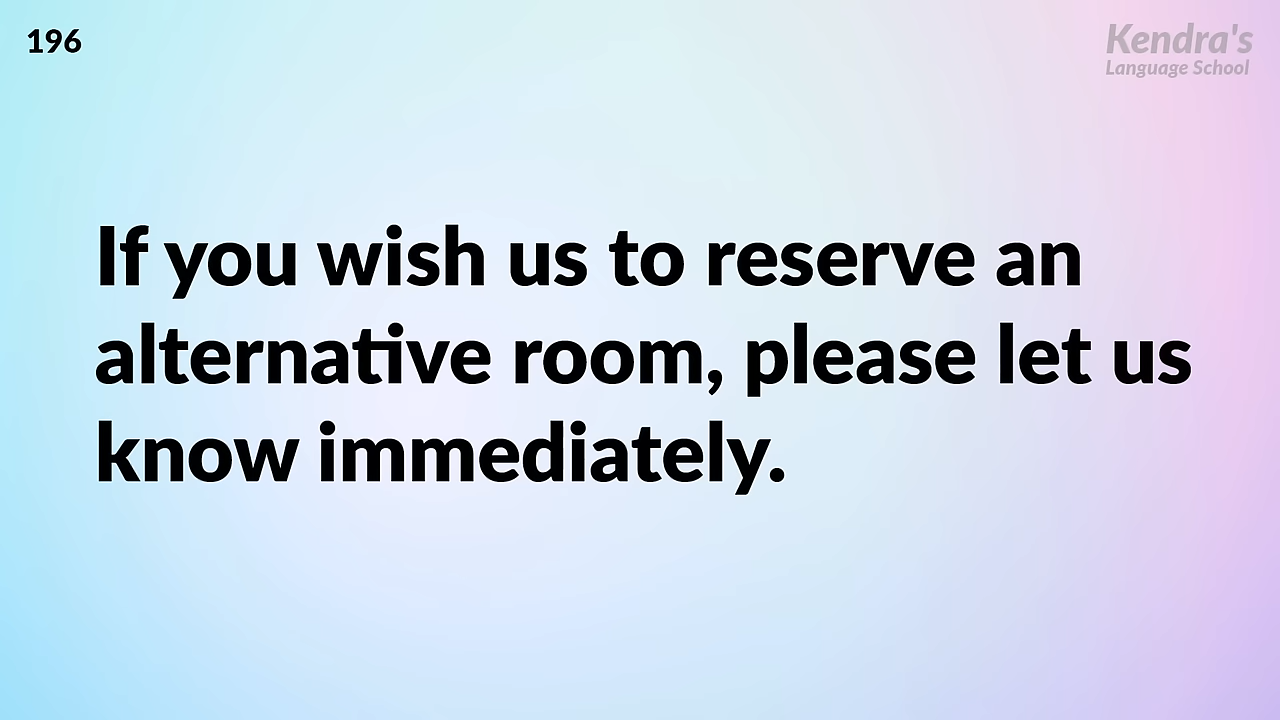 196
Kendra's
Language School
If you wish us to reserve an
alternative room, please let us
know immediately.